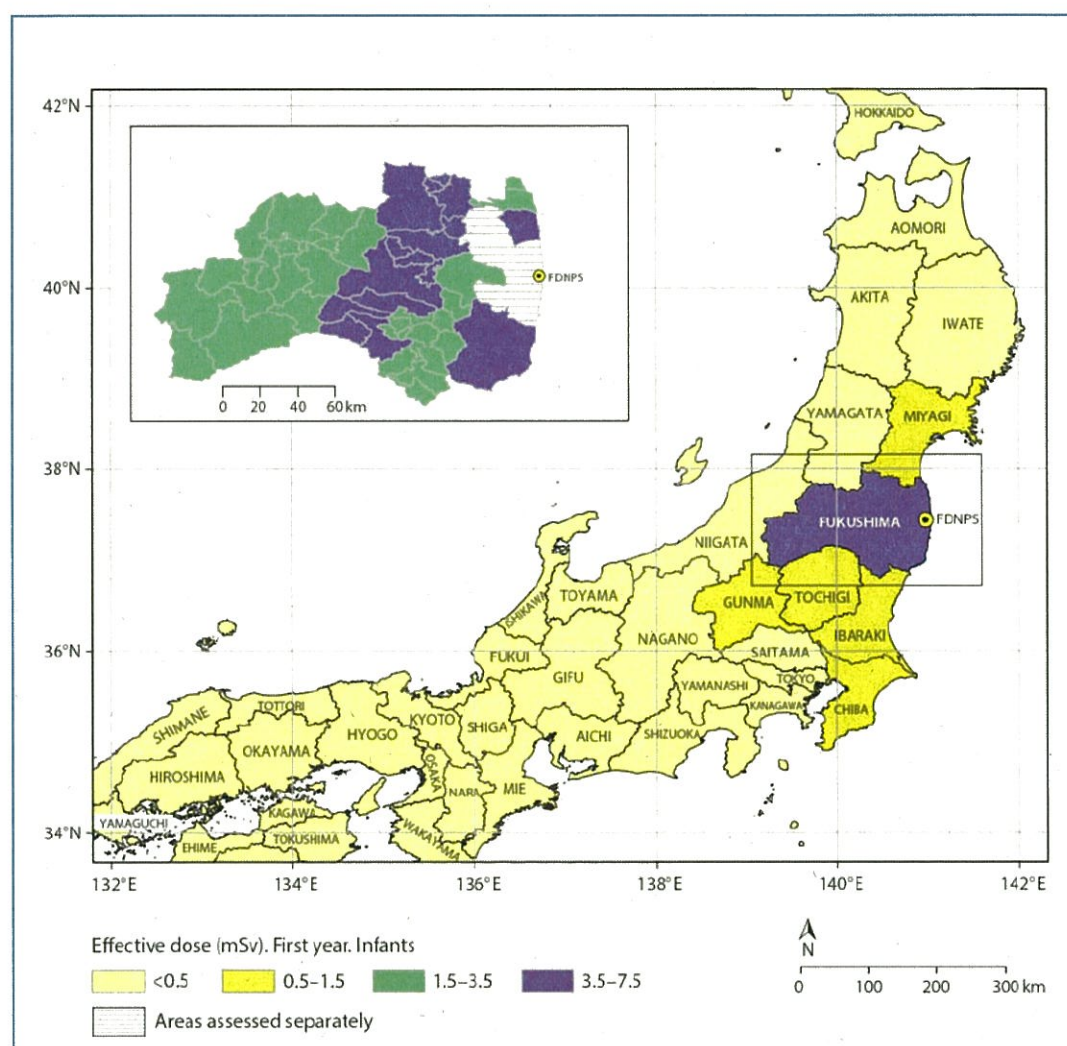 42°N
HOKKAIDO
AOMORI
FDNPS
40°N
AKITA
IWATE
0 20 40 60 km
YAMAGATA
MIYAGI
38°N
FUKUSHIMA
FDNPS
NIIGATA
ISHIKAWA
TOYAMA
GUNMA
TOCHIGI
NAGANO
IBARAKI
36°N
FUKUI
SAITAMA
GIFU
TOKYO
YAMANASHI
KANAGAWA
CHIBA
SHIMANE
TOTTORI
KYOTO
SHIGA
HYOGO
AICHI
SHIZUOKA
OKAYAMA
HIROSHIMA
OSAKA
NARA
MIE
34°N
YAMAGUCHI
KAGAWA
EHIME
TOKUSHIMA
WAKAYAMA
132°E 134°E 136°E 138°E 140°E 142°E
Effective dose (mSv). First year. Infants
<0.5 0.5–1.5 1.5–3.5 3.5–7.5
Areas assessed separately
N
0 100 200 300 km